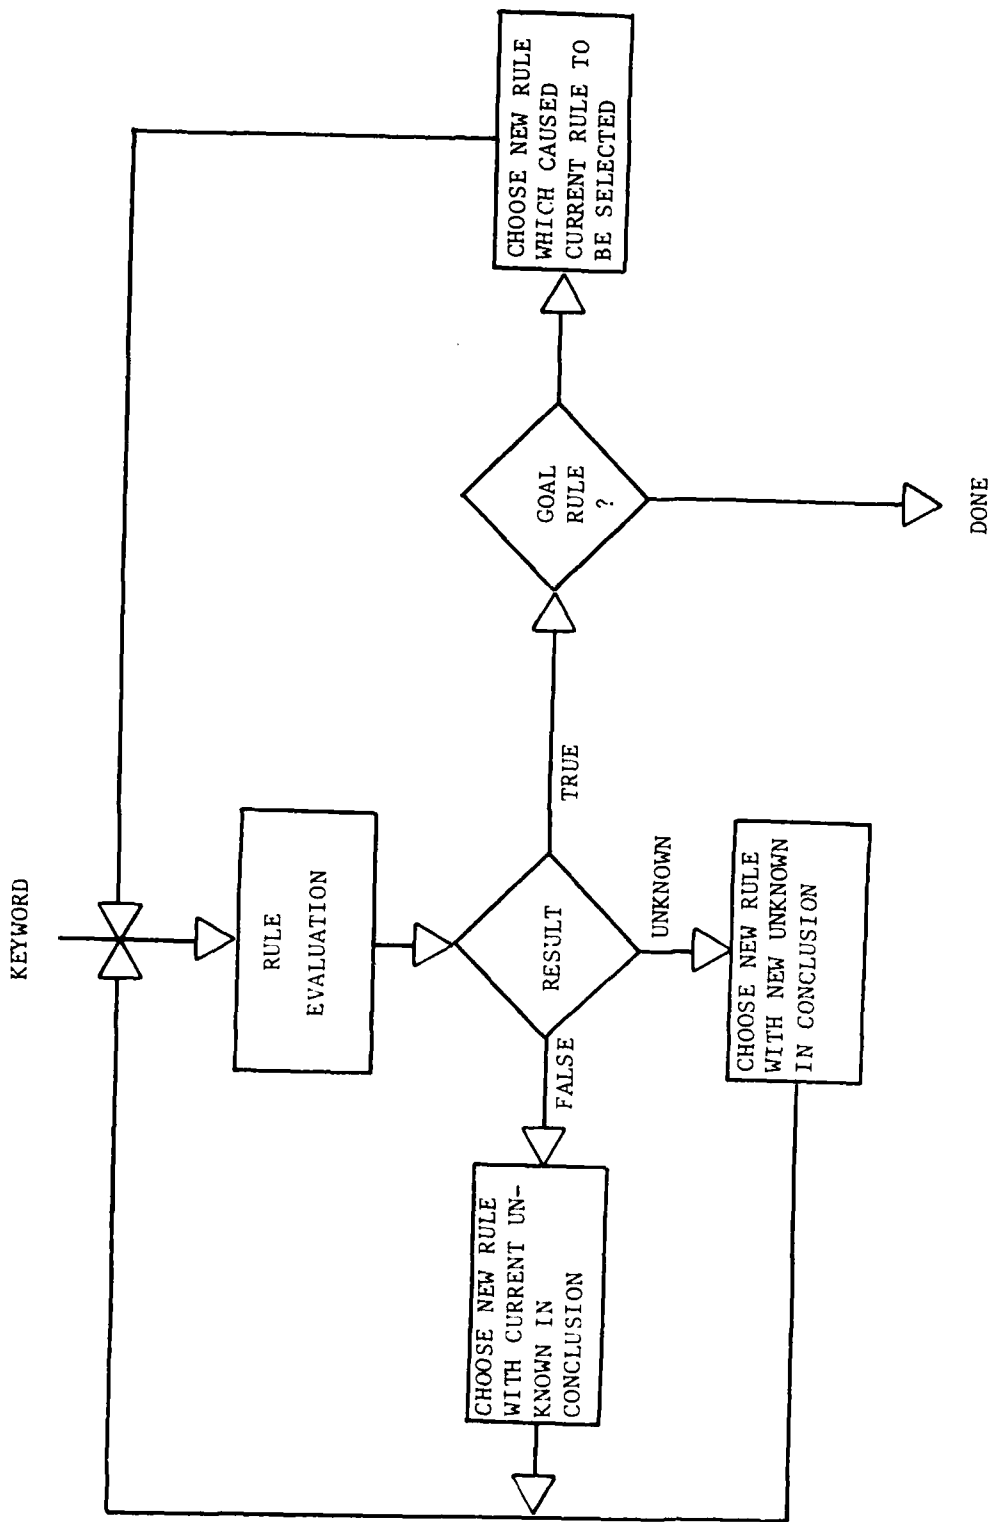 KEYWORD
RULE
EVALUATION
RESULT
FALSE
TRUE
UNKNOWN
CHOOSE NEW RULE
WITH CURRENT UN-
KNOWN IN
CONCLUSION
CHOOSE NEW RULE
WITH NEW UNKNOWN
IN CONCLUSION
GOAL
RULE
?
CHOOSE NEW RULE
WHICH CAUSED
CURRENT RULE TO
BE SELECTED
DONE